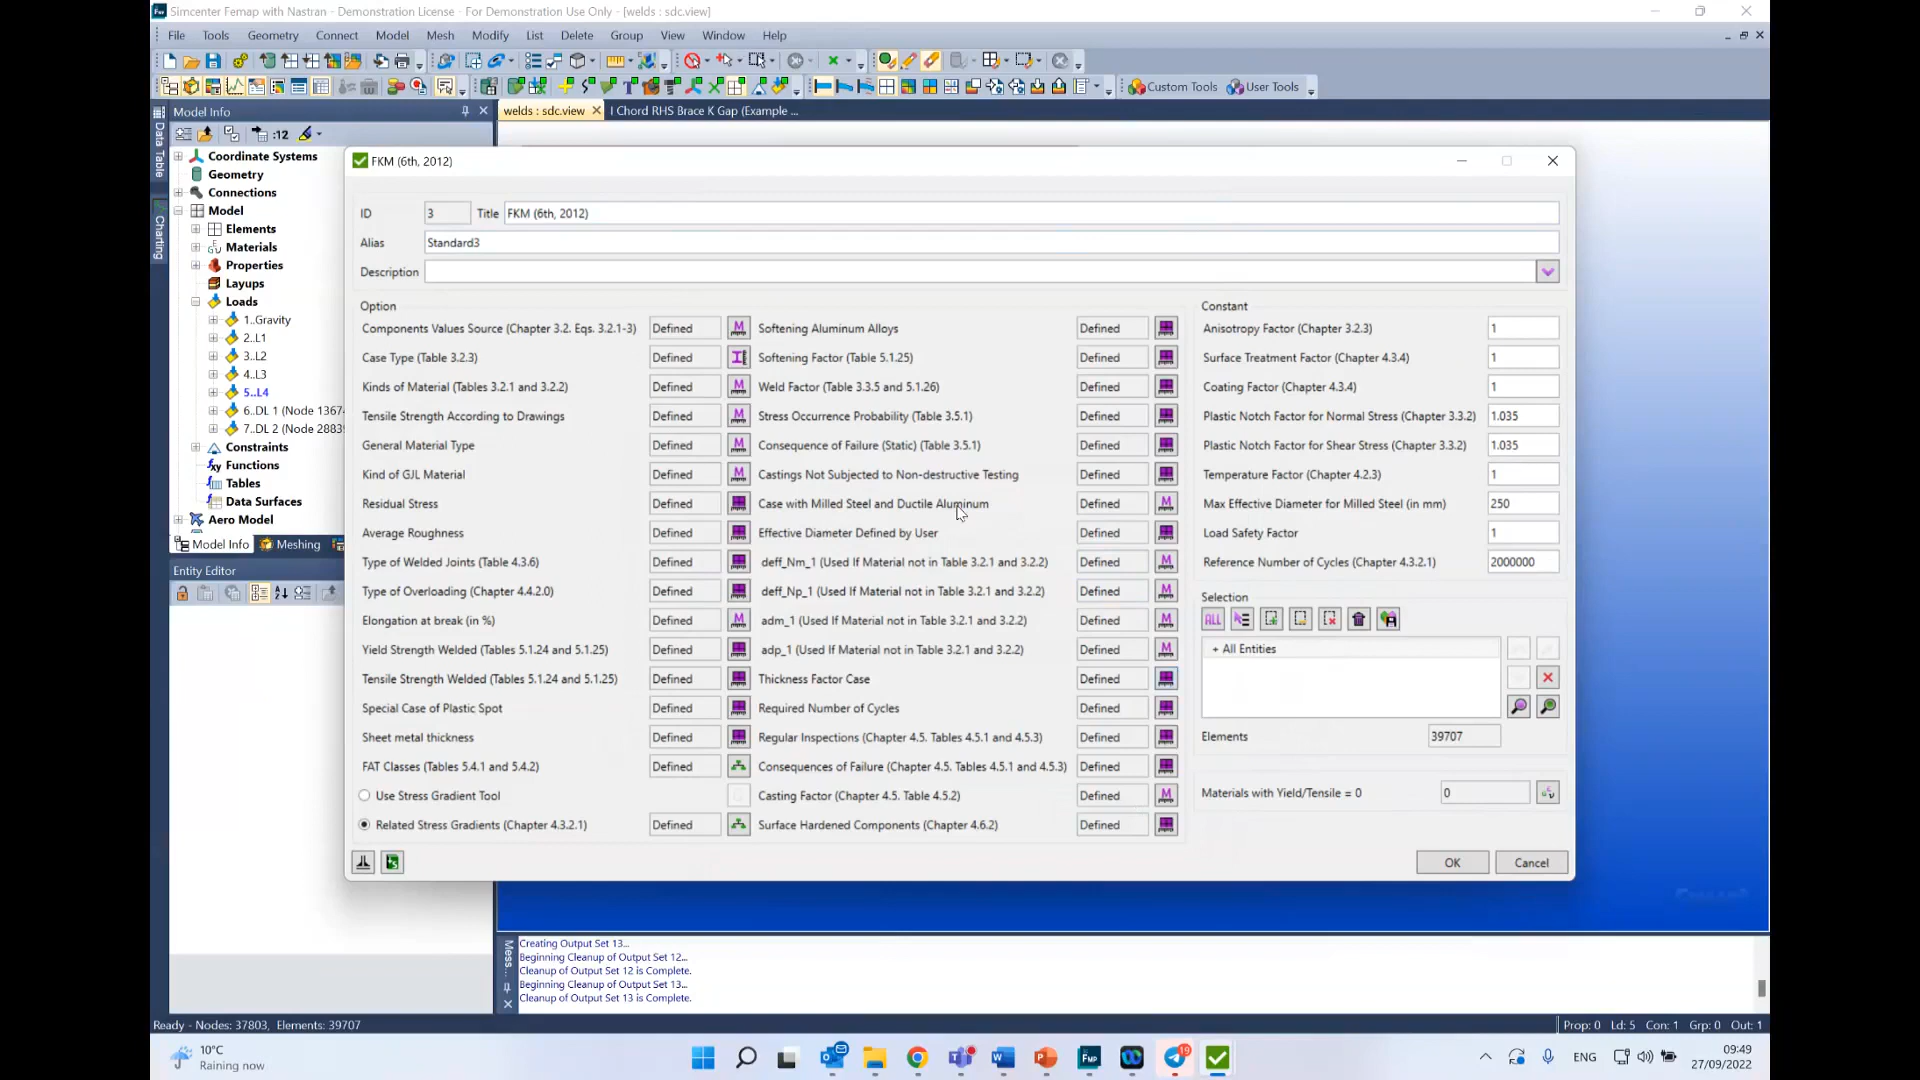 Simcenter Femap with Nastran - Demonstration License - For Demonstration Use Only - [welds : sdc.view]
File Tools Geometry Connect Model Mesh Modify List Delete Group View Window Help
:12
Custom Tools User Tools
Model Info
welds : sdc.view
I Chord RHS Brace K Gap (Example ...
Data Table
Charting
Coordinate Systems
Geometry
Connections
Model
Elements
Materials
Properties
Layups
Loads
1..Gravity
2..L1
3..L2
4..L3
5..L4
6..DL 1 (Node 1367
7..DL 2 (Node 2883
Constraints
Functions
Tables
Data Surfaces
Aero Model
Model Info Meshing
Entity Editor
FKM (6th, 2012)
ID 3 Title FKM (6th, 2012)
Alias Standard3
Description
Option
Components Values Source (Chapter 3.2. Eqs. 3.2.1-3) Defined
Case Type (Table 3.2.3) Defined
Kinds of Material (Tables 3.2.1 and 3.2.2) Defined
Tensile Strength According to Drawings Defined
General Material Type Defined
Kind of GJL Material Defined
Residual Stress Defined
Average Roughness Defined
Type of Welded Joints (Table 4.3.6) Defined
Type of Overloading (Chapter 4.4.2.0) Defined
Elongation at break (in %) Defined
Yield Strength Welded (Tables 5.1.24 and 5.1.25) Defined
Tensile Strength Welded (Tables 5.1.24 and 5.1.25) Defined
Special Case of Plastic Spot Defined
Sheet metal thickness Defined
FAT Classes (Tables 5.4.1 and 5.4.2) Defined
Use Stress Gradient Tool
Related Stress Gradients (Chapter 4.3.2.1) Defined
Softening Aluminum Alloys Defined
Softening Factor (Table 5.1.25) Defined
Weld Factor (Table 3.3.5 and 5.1.26) Defined
Stress Occurrence Probability (Table 3.5.1) Defined
Consequence of Failure (Static) (Table 3.5.1) Defined
Castings Not Subjected to Non-destructive Testing Defined
Case with Milled Steel and Ductile Aluminum Defined
Effective Diameter Defined by User Defined
deff_Nm_1 (Used If Material not in Table 3.2.1 and 3.2.2) Defined
deff_Np_1 (Used If Material not in Table 3.2.1 and 3.2.2) Defined
adm_1 (Used If Material not in Table 3.2.1 and 3.2.2) Defined
adp_1 (Used If Material not in Table 3.2.1 and 3.2.2) Defined
Thickness Factor Case Defined
Required Number of Cycles Defined
Regular Inspections (Chapter 4.5. Tables 4.5.1 and 4.5.3) Defined
Consequences of Failure (Chapter 4.5. Tables 4.5.1 and 4.5.3) Defined
Casting Factor (Chapter 4.5. Table 4.5.2) Defined
Surface Hardened Components (Chapter 4.6.2) Defined
Constant
Anisotropy Factor (Chapter 3.2.3) 1
Surface Treatment Factor (Chapter 4.3.4) 1
Coating Factor (Chapter 4.3.4) 1
Plastic Notch Factor for Normal Stress (Chapter 3.3.2) 1.035
Plastic Notch Factor for Shear Stress (Chapter 3.3.2) 1.035
Temperature Factor (Chapter 4.2.3) 1
Max Effective Diameter for Milled Steel (in mm) 250
Load Safety Factor 1
Reference Number of Cycles (Chapter 4.3.2.1) 2000000
Selection
ALL
+ All Entities
Elements 39707
Materials with Yield/Tensile = 0 0
OK Cancel
Mess...
Creating Output Set 13...
Beginning Cleanup of Output Set 12...
Cleanup of Output Set 12 is Complete.
Beginning Cleanup of Output Set 13...
Cleanup of Output Set 13 is Complete.
Ready - Nodes: 37803, Elements: 39707
Prop: 0 Ld: 5 Con: 1 Grp: 0 Out: 1
10°C
Raining now
19
ENG
09:49
27/09/2022